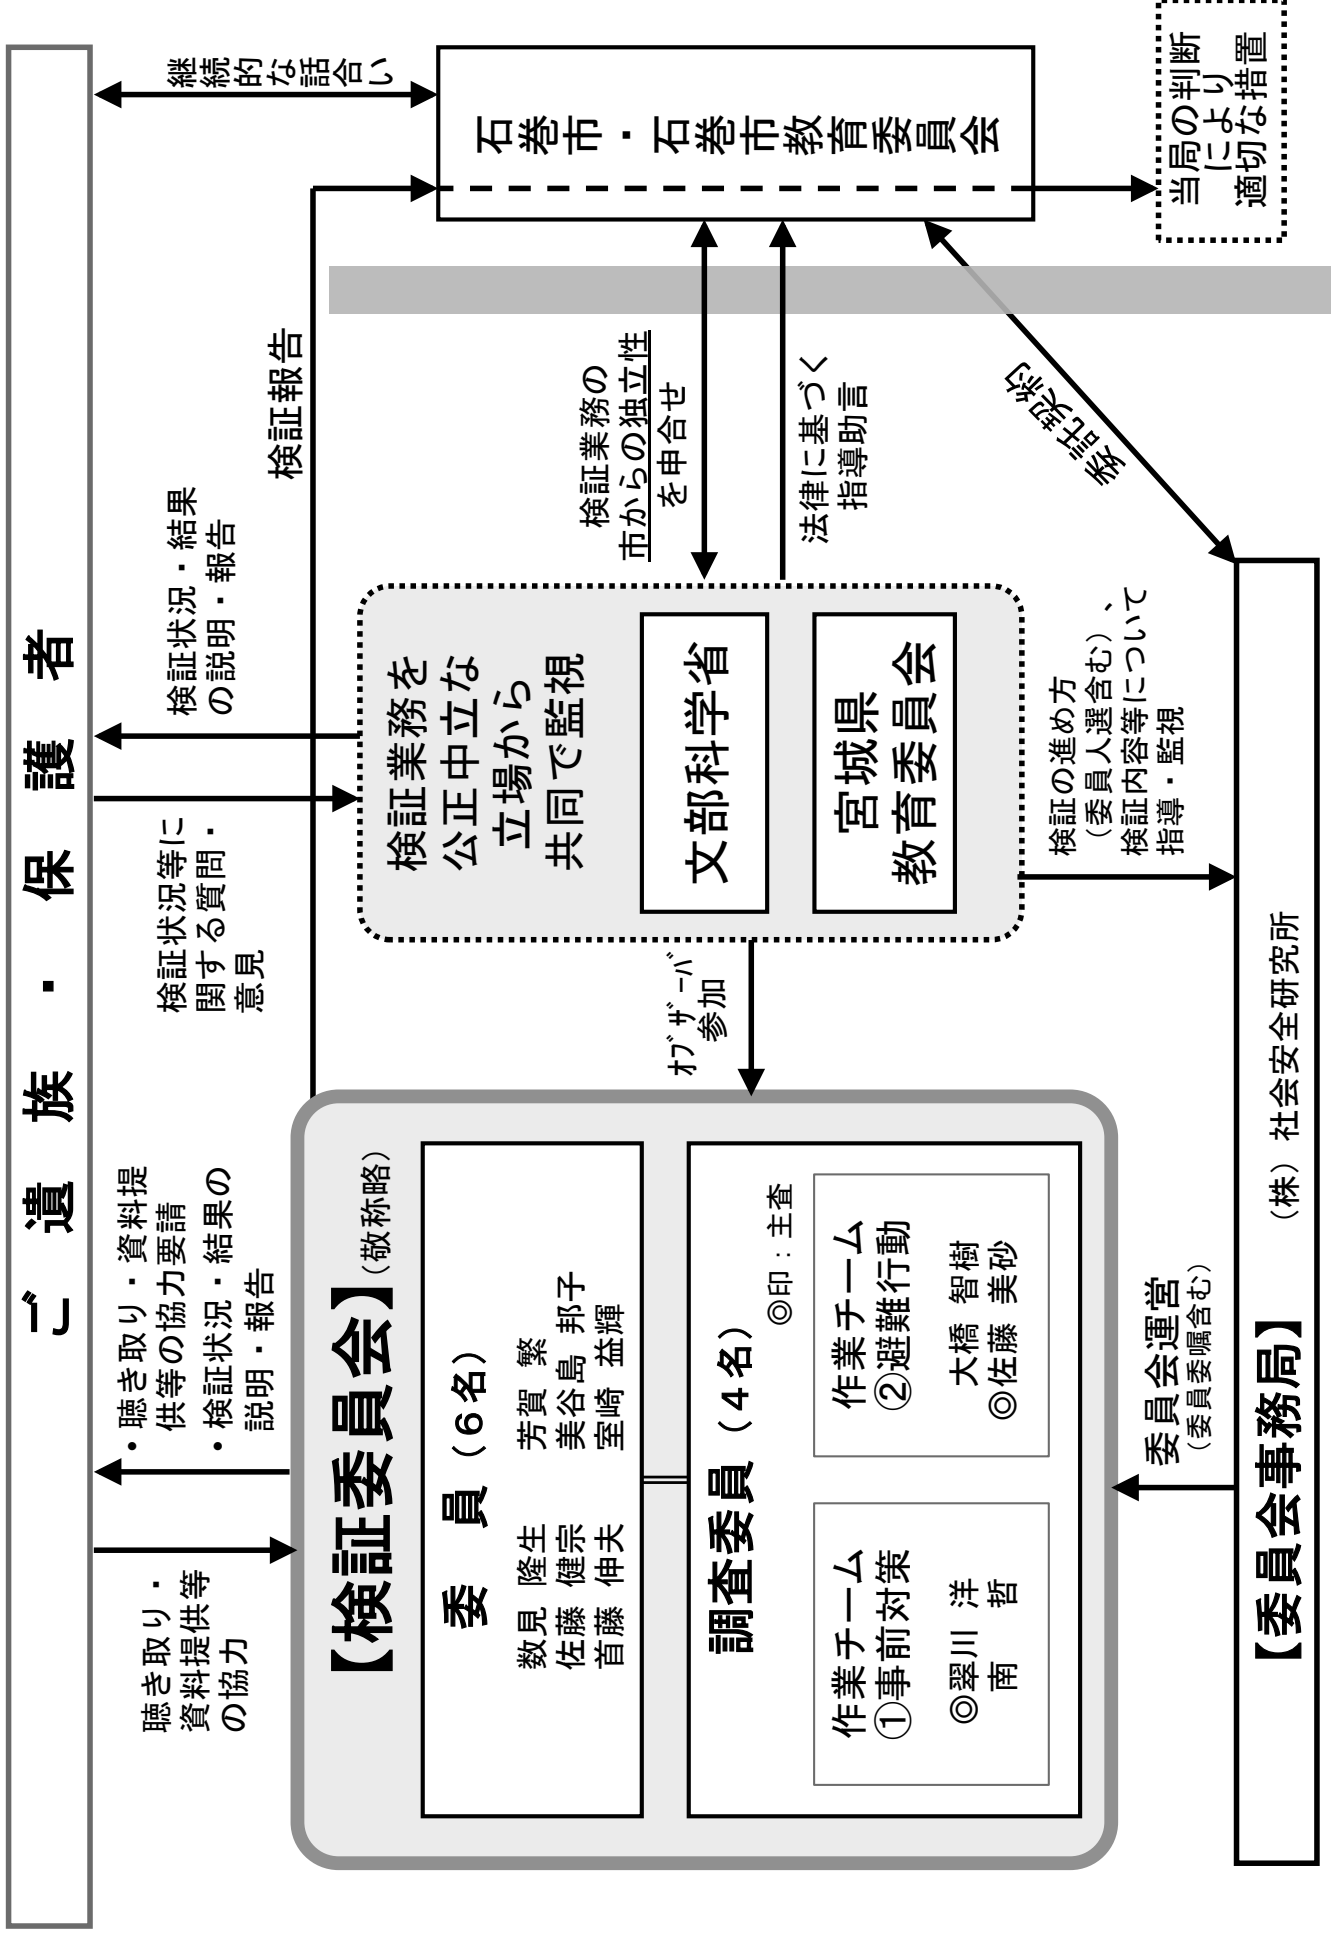 ご遺族・保護者
聴き取り・
資料提供等
の協力
・聴き取り・資料提
供等の協力要請
・検証状況・結果の
説明・報告
検証状況等に
関する質問・
意見
検証状況・結果
の説明・報告
検証報告
継続的な話合い
【検証委員会】（敬称略）
委　員（６名）
数見　隆生　　芳賀　繁
佐藤　健宗　　美谷島　邦子
首藤　伸夫　　室崎　益輝
調査委員（４名）
◎印：主査
作業チーム
①事前対策
◎翠川　洋
南　　哲
作業チーム
②避難行動
大橋　智樹
◎佐藤　美砂
ｵﾌﾞｻﾞｰﾊﾞ
参加
検証業務を
公正中立な
立場から
共同で監視
文部科学省
宮城県
教育委員会
検証業務の
市からの独立性
を申合せ
法律に基づく
指導助言
石巻市・石巻市教育委員会
当局の判断
により
適切な措置
委託契約
検証の進め方
（委員人選含む）、
検証内容等について
指導・監視
委員会運営
（委員委嘱含む）
【委員会事務局】　（株）社会安全研究所